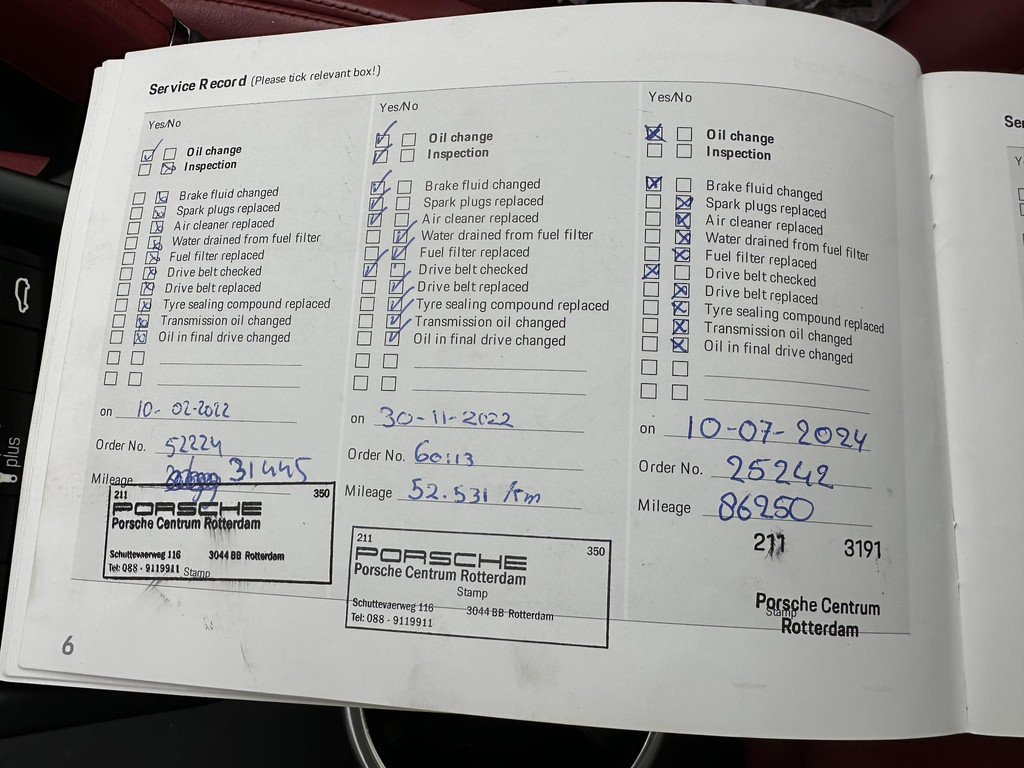 Service Record (Please tick relevant box!)
Yes/No
Oil change
Inspection
Brake fluid changed
Spark plugs replaced
Air cleaner replaced
Water drained from fuel filter
Fuel filter replaced
Drive belt checked
Drive belt replaced
Tyre sealing compound replaced
Transmission oil changed
Oil in final drive changed
on 10-02-2022
Order No. 52224
Mileage 31445
211 350
PORSCHE
Porsche Centrum Rotterdam
Schuttevaerweg 116 3044 BB Rotterdam
Tel: 088 - 9119911 Stamp
Yes/No
Oil change
Inspection
Brake fluid changed
Spark plugs replaced
Air cleaner replaced
Water drained from fuel filter
Fuel filter replaced
Drive belt checked
Drive belt replaced
Tyre sealing compound replaced
Transmission oil changed
Oil in final drive changed
on 30-11-2022
Order No. 60113
Mileage 52.531 km
211 350
PORSCHE
Porsche Centrum Rotterdam
Stamp
Schuttevaerweg 116 3044 BB Rotterdam
Tel: 088 - 9119911
Yes/No
Oil change
Inspection
Brake fluid changed
Spark plugs replaced
Air cleaner replaced
Water drained from fuel filter
Fuel filter replaced
Drive belt checked
Drive belt replaced
Tyre sealing compound replaced
Transmission oil changed
Oil in final drive changed
on 10-07-2024
Order No. 25242
Mileage 86250
211 3191
Porsche Centrum
Stamp
Rotterdam
6
plus